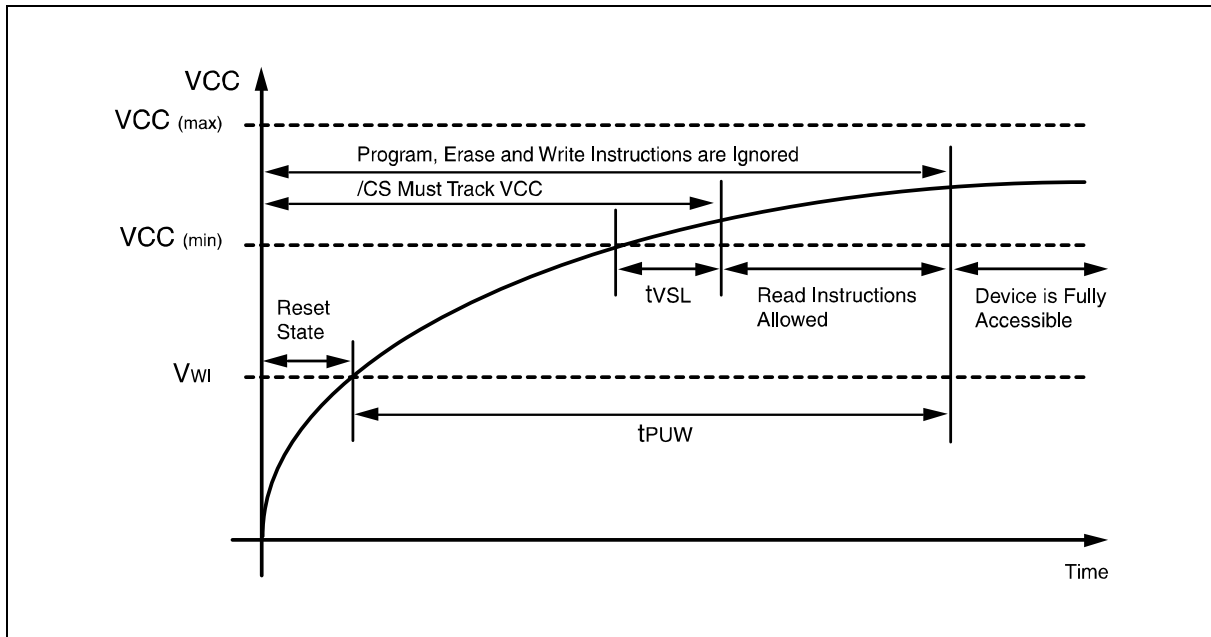 VCC
VCC (max)
Program, Erase and Write Instructions are Ignored
/CS Must Track VCC
VCC (min)
tVSL
Read Instructions
Allowed
Device is Fully
Accessible
Reset
State
VWI
tPUW
Time